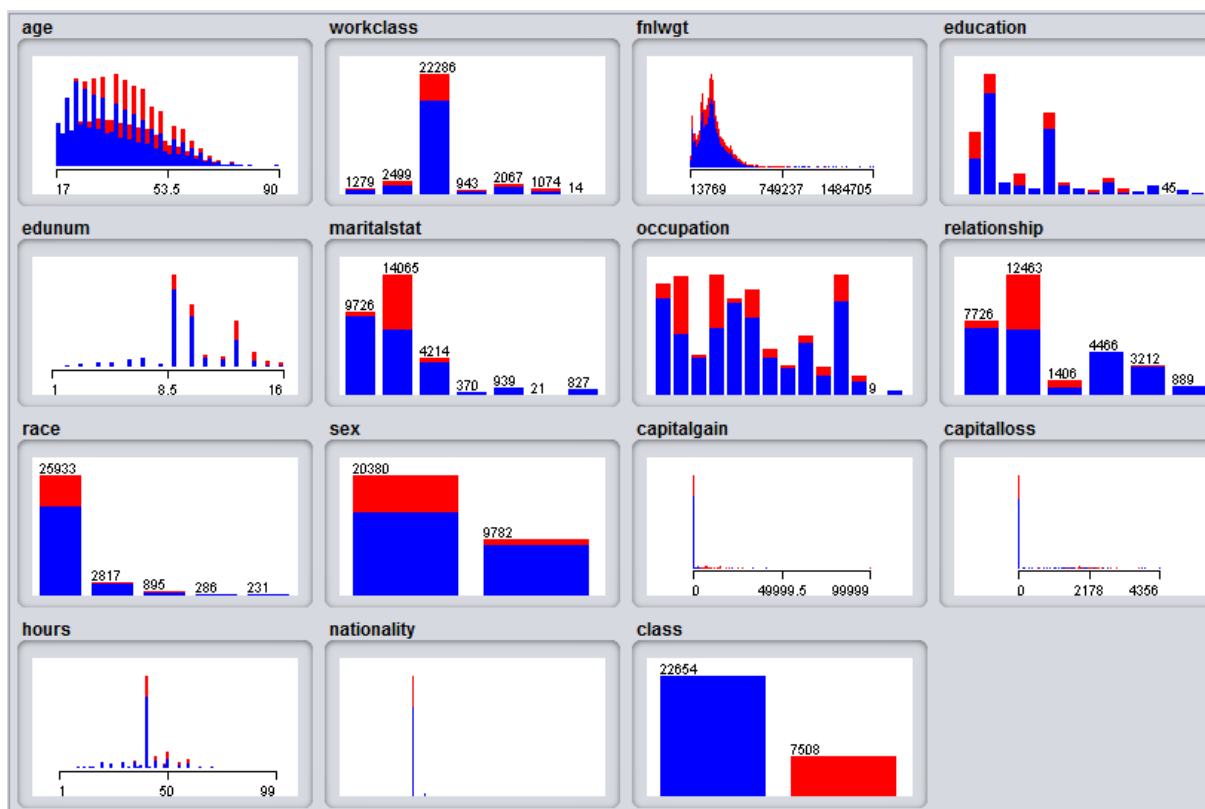 age workclass fnlwgt education
22286
1279 2499 943 2067 1074 14
45
17 53.5 90
13769 749237 1484705
edunum maritalstat occupation relationship
14065
9726
4214
370 939 21 827
9
12463
7726
1406 4466 3212 889
1 8.5 16
race sex capitalgain capitalloss
25933
2817 895 286 231
20380
9782
0 49999.5 99999
0 2178 4356
hours nationality class
22654
7508
1 50 99